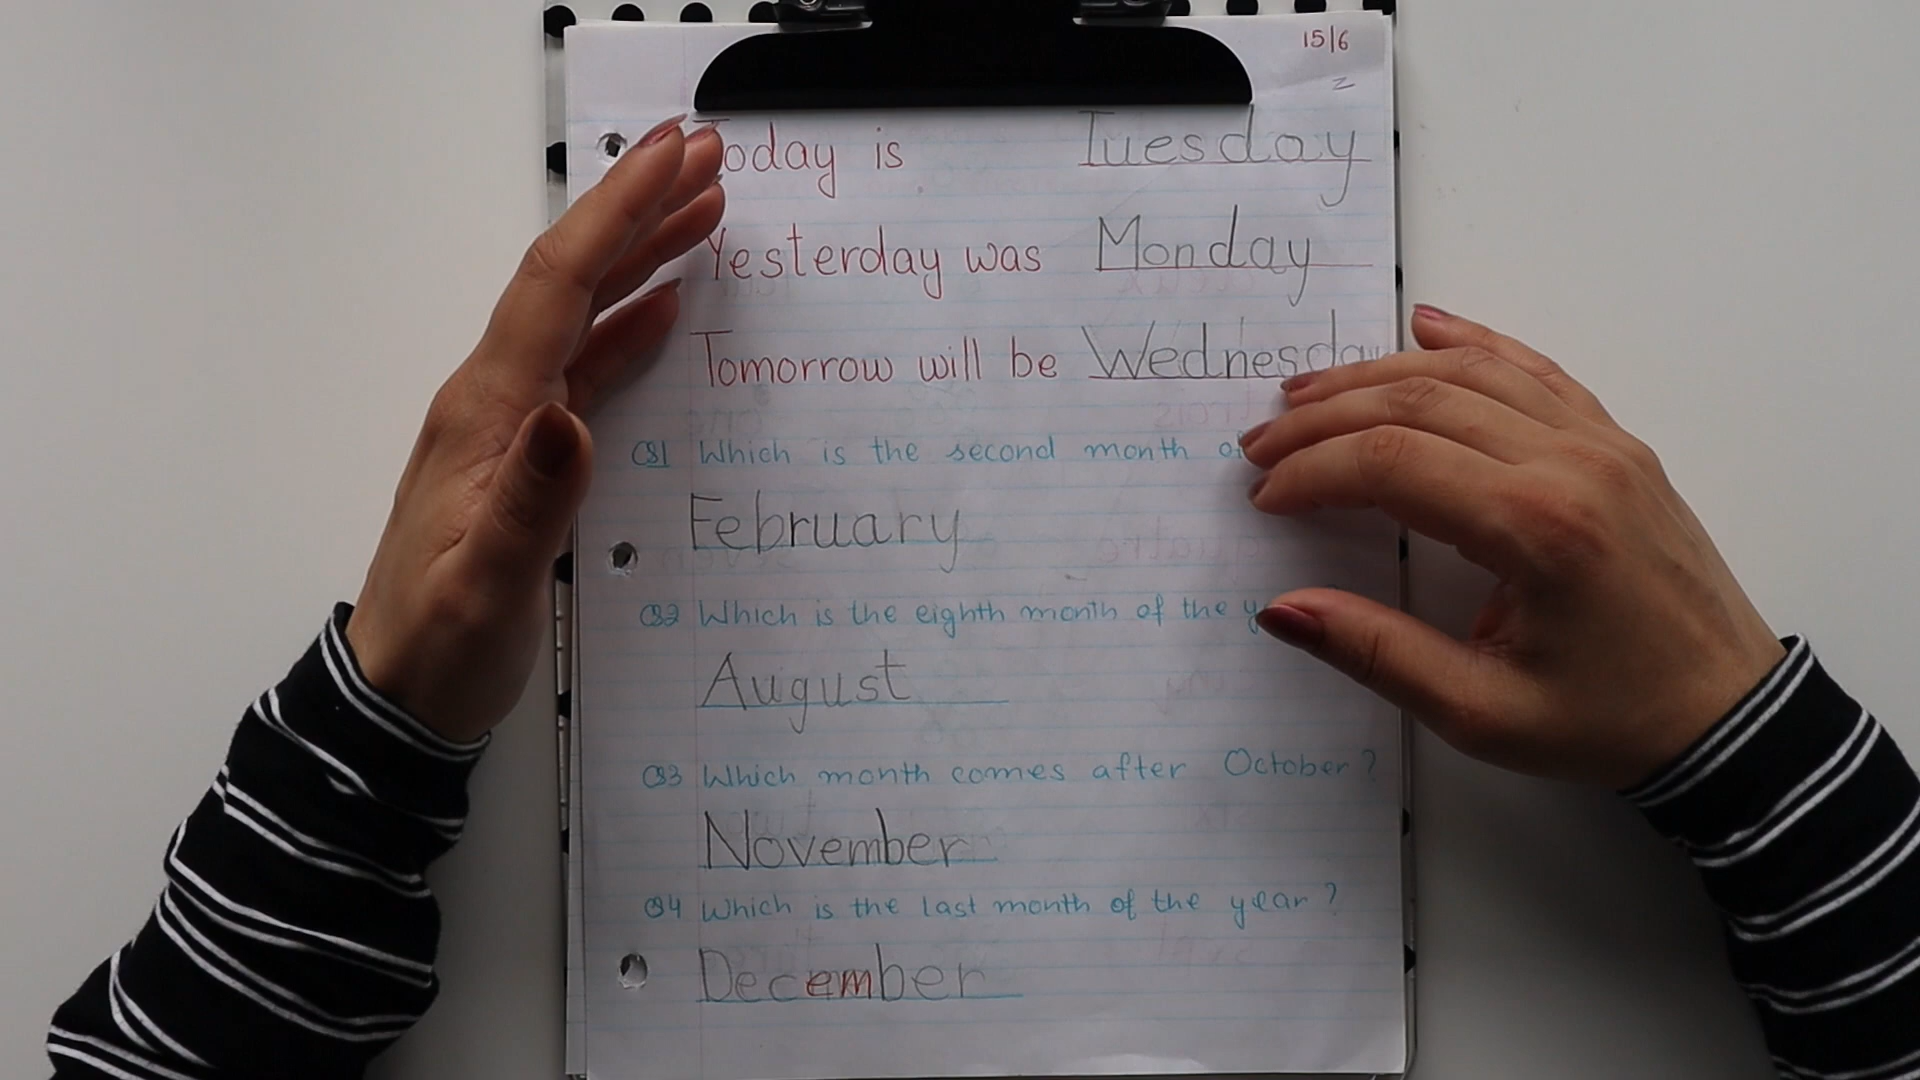 15/6
Today is Tuesday
Yesterday was Monday
Tomorrow will be Wednesday
Q1 Which is the second month of
February
Q2 Which is the eighth month of the y
August
Q3 Which month comes after October?
November
Q4 Which is the last month of the year?
December